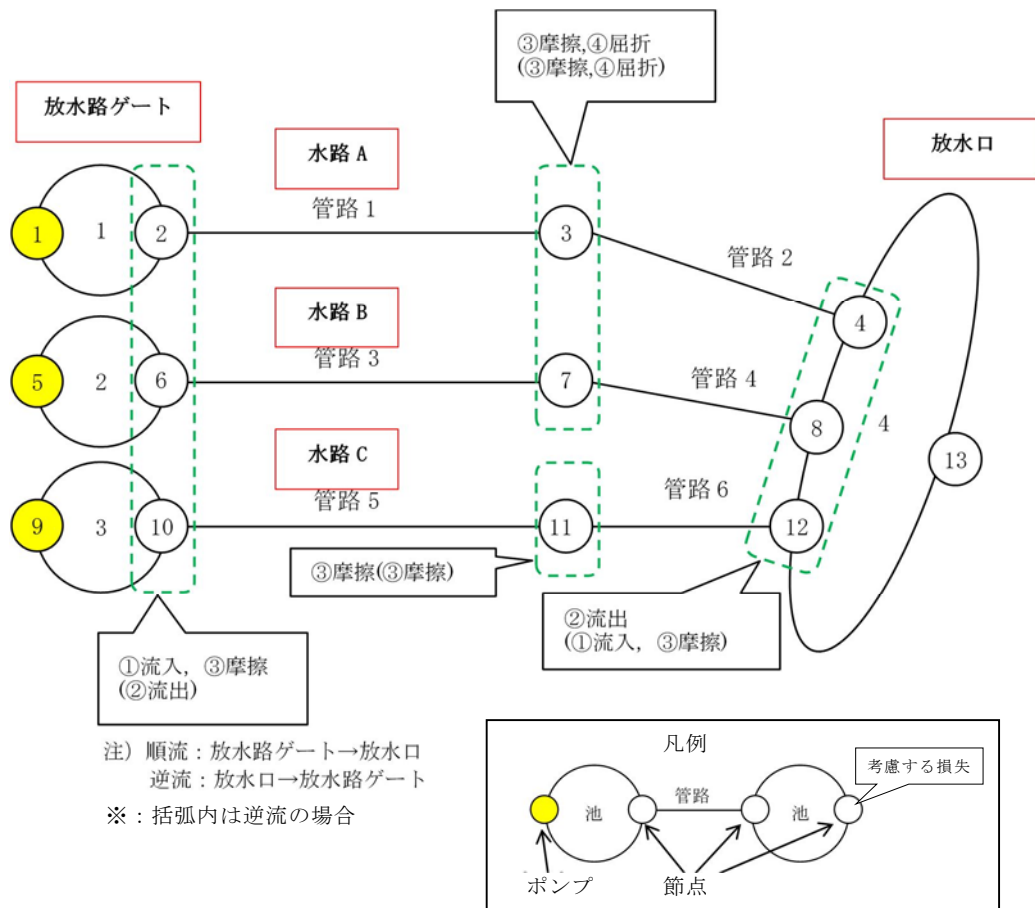 ③摩擦,④屈折
(③摩擦,④屈折)
放水路ゲート
放水口
水路 A
管路 1
1
1
2
3
管路 2
4
水路 B
管路 3
5
2
6
7
管路 4
8
4
13
水路 C
管路 5
管路 6
9
3
10
11
12
③摩擦(③摩擦)
②流出
(①流入，③摩擦)
①流入，③摩擦
(②流出)
注）順流：放水路ゲート→放水口
逆流：放水口→放水路ゲート
※：括弧内は逆流の場合
凡例
考慮する損失
管路
池
池
ポンプ
節点